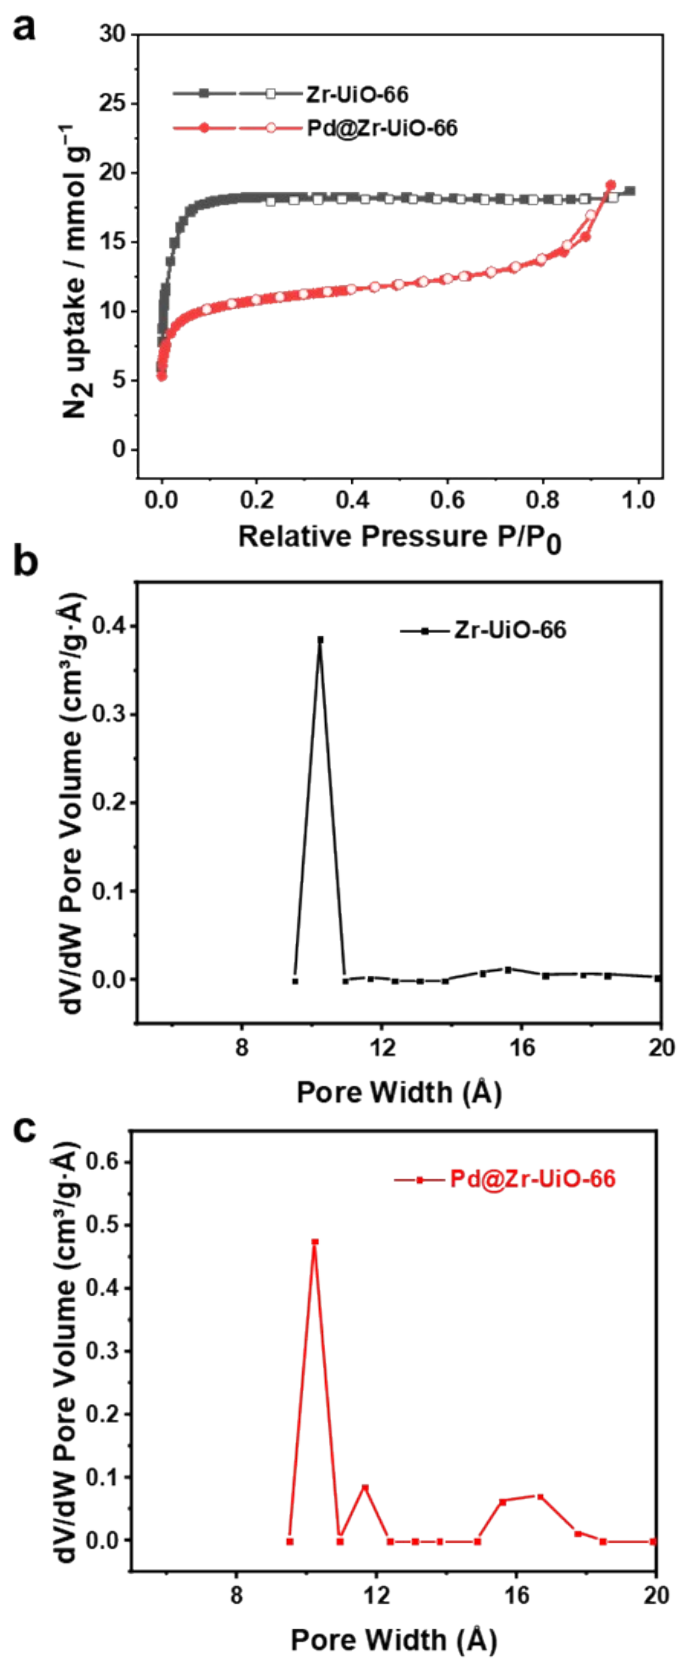 a
30
25
20
15
10
5
0
N₂ uptake / mmol g⁻¹
Zr-UiO-66
Pd@Zr-UiO-66
0.0 0.2 0.4 0.6 0.8 1.0
Relative Pressure P/P₀
b
0.4
0.3
0.2
0.1
0.0
dV/dW Pore Volume (cm³/g·Å)
Zr-UiO-66
8 12 16 20
Pore Width (Å)
c
0.6
0.5
0.4
0.3
0.2
0.1
0.0
dV/dW Pore Volume (cm³/g·Å)
Pd@Zr-UiO-66
8 12 16 20
Pore Width (Å)